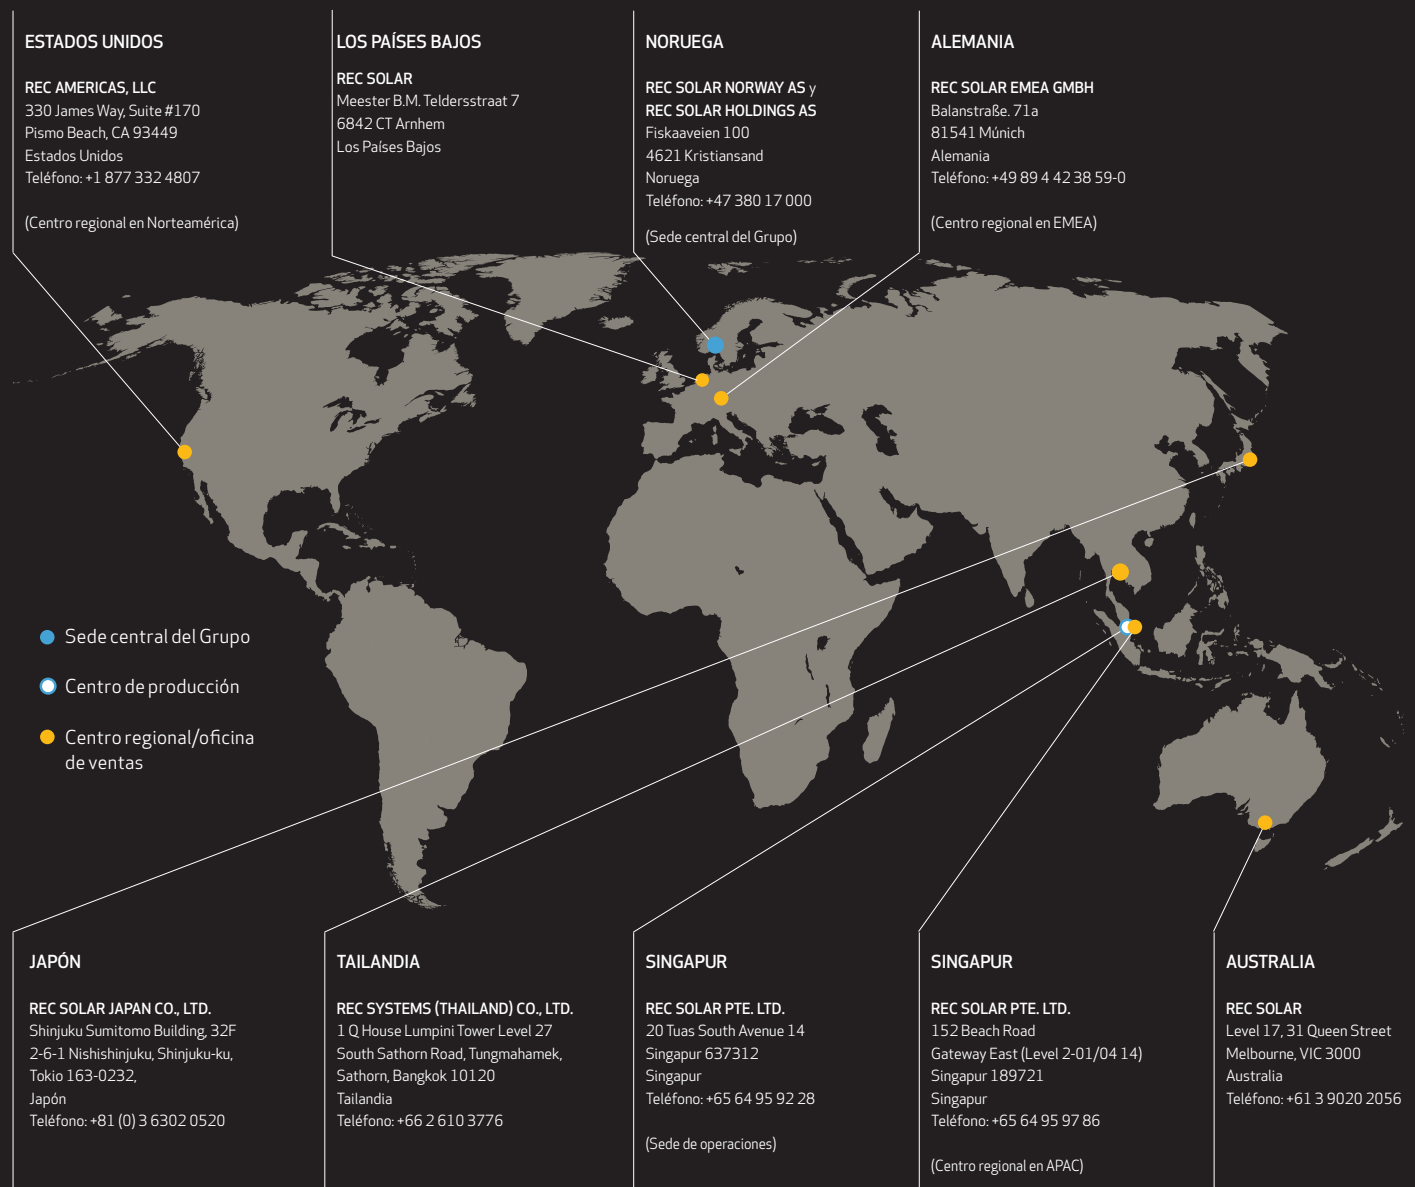 ESTADOS UNIDOS
REC AMERICAS, LLC
330 James Way, Suite #170
Pismo Beach, CA 93449
Estados Unidos
Teléfono: +1 877 332 4807
(Centro regional en Norteamérica)
LOS PAÍSES BAJOS
REC SOLAR
Meester B.M. Teldersstraat 7
6842 CT Arnhem
Los Países Bajos
NORUEGA
REC SOLAR NORWAY AS y
REC SOLAR HOLDINGS AS
Fiskaaveien 100
4621 Kristiansand
Noruega
Teléfono: +47 380 17 000
(Sede central del Grupo)
ALEMANIA
REC SOLAR EMEA GMBH
Balanstraße. 71a
81541 Múnich
Alemania
Teléfono: +49 89 4 42 38 59-0
(Centro regional en EMEA)
Sede central del Grupo
Centro de producción
Centro regional/oficina
de ventas
JAPÓN
REC SOLAR JAPAN CO., LTD.
Shinjuku Sumitomo Building, 32F
2-6-1 Nishishinjuku, Shinjuku-ku,
Tokio 163-0232,
Japón
Teléfono: +81 (0) 3 6302 0520
TAILANDIA
REC SYSTEMS (THAILAND) CO., LTD.
1 Q House Lumpini Tower Level 27
South Sathorn Road, Tungmahamek,
Sathorn, Bangkok 10120
Tailandia
Teléfono: +66 2 610 3776
SINGAPUR
REC SOLAR PTE. LTD.
20 Tuas South Avenue 14
Singapur 637312
Singapur
Teléfono: +65 64 95 92 28
(Sede de operaciones)
SINGAPUR
REC SOLAR PTE. LTD.
152 Beach Road
Gateway East (Level 2-01/04 14)
Singapur 189721
Singapur
Teléfono: +65 64 95 97 86
(Centro regional en APAC)
AUSTRALIA
REC SOLAR
Level 17, 31 Queen Street
Melbourne, VIC 3000
Australia
Teléfono: +61 3 9020 2056